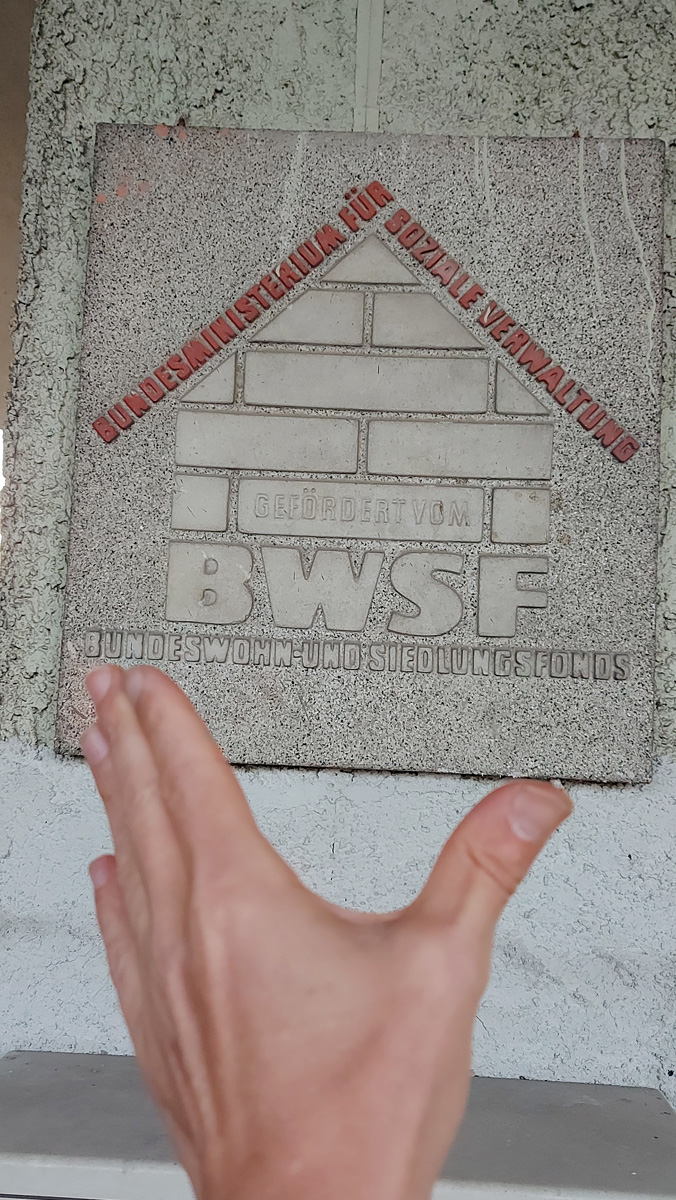 BUNDESMINISTERIUM FÜR
SOZIALE VERWALTUNG
GEFÖRDERT VOM
BWSF
BUNDESWOHN-UND SIEDLUNGSFONDS